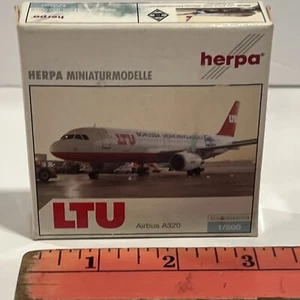 herpa®
HERPA MINIATURMODELLE
LTU
LTU
Airbus A320
1/500
1 2 3